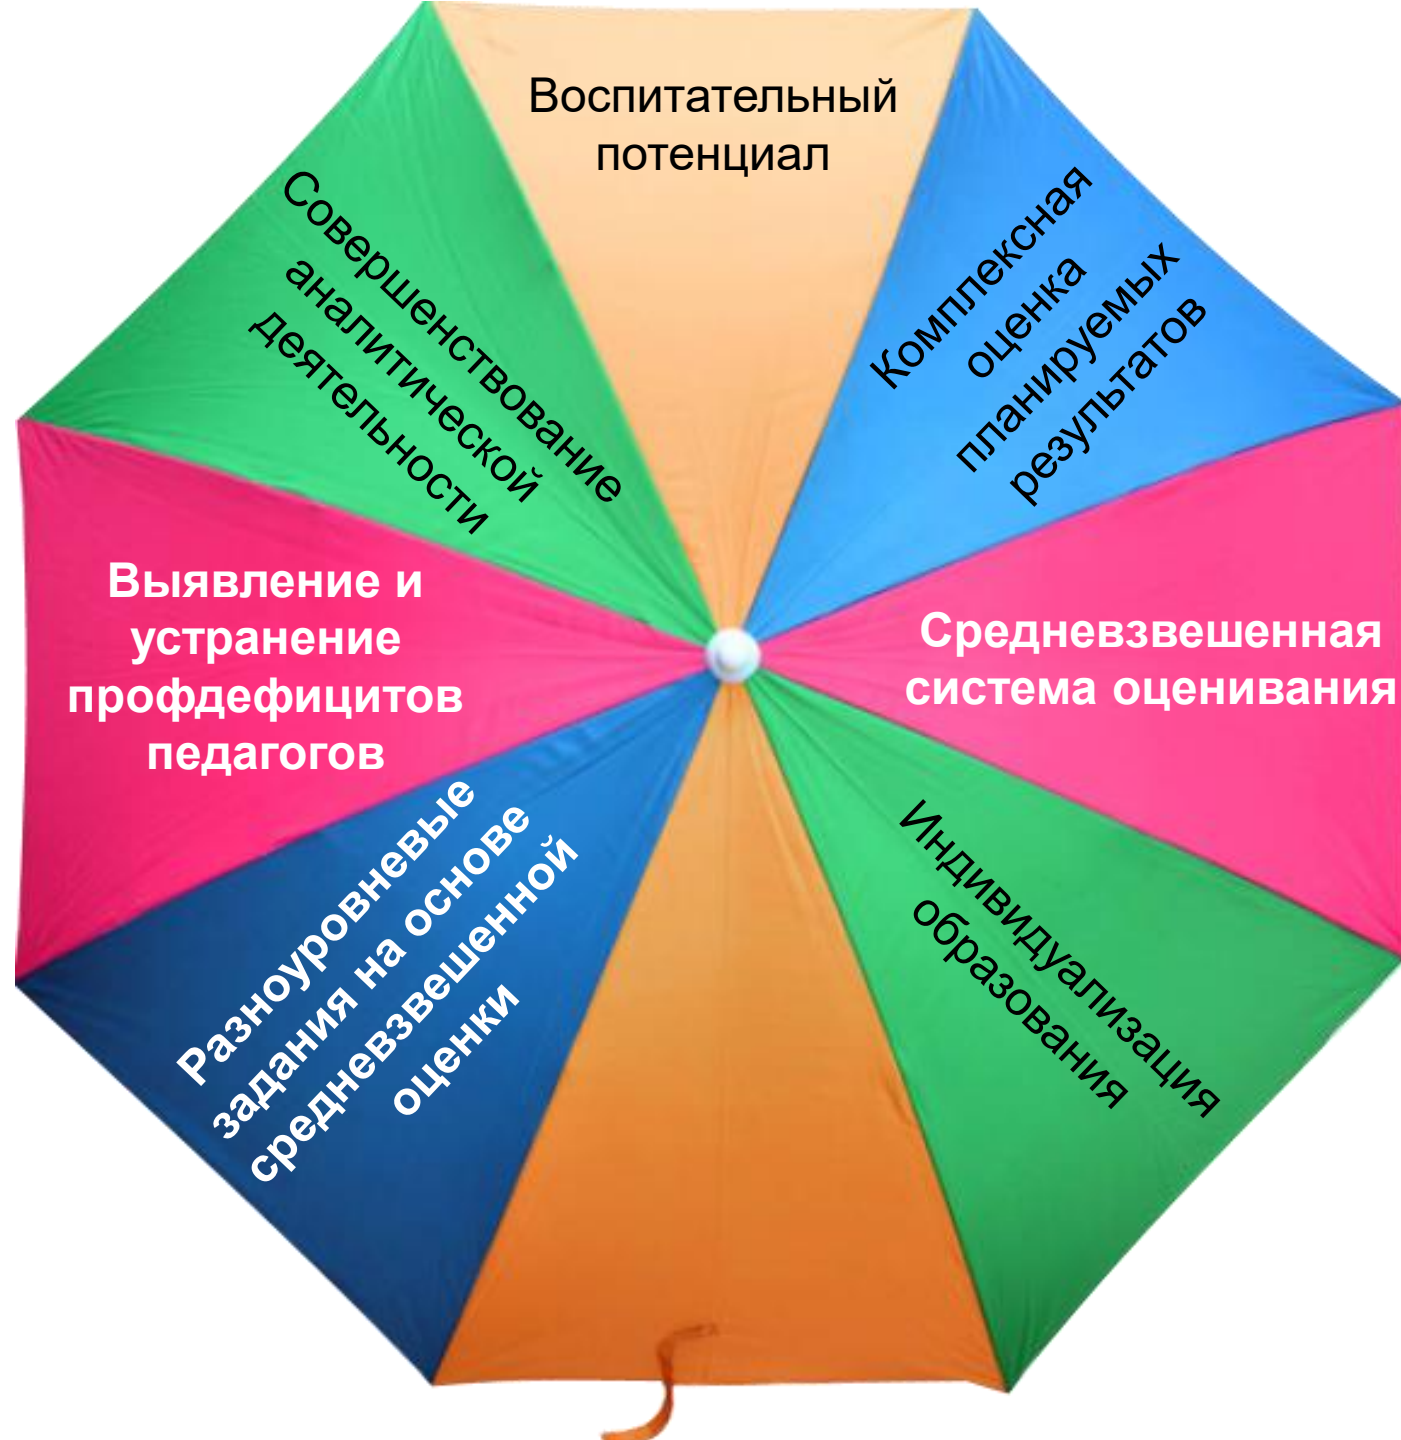 Воспитательный
потенциал
Комплексная
оценка
планируемых
результатов
Средневзвешенная
система оценивания
Индивидуализация
образования
Разноуровневые
задания на основе
средневзвешенной
оценки
Выявление и
устранение
профдефицитов
педагогов
Совершенствование
аналитической
деятельности